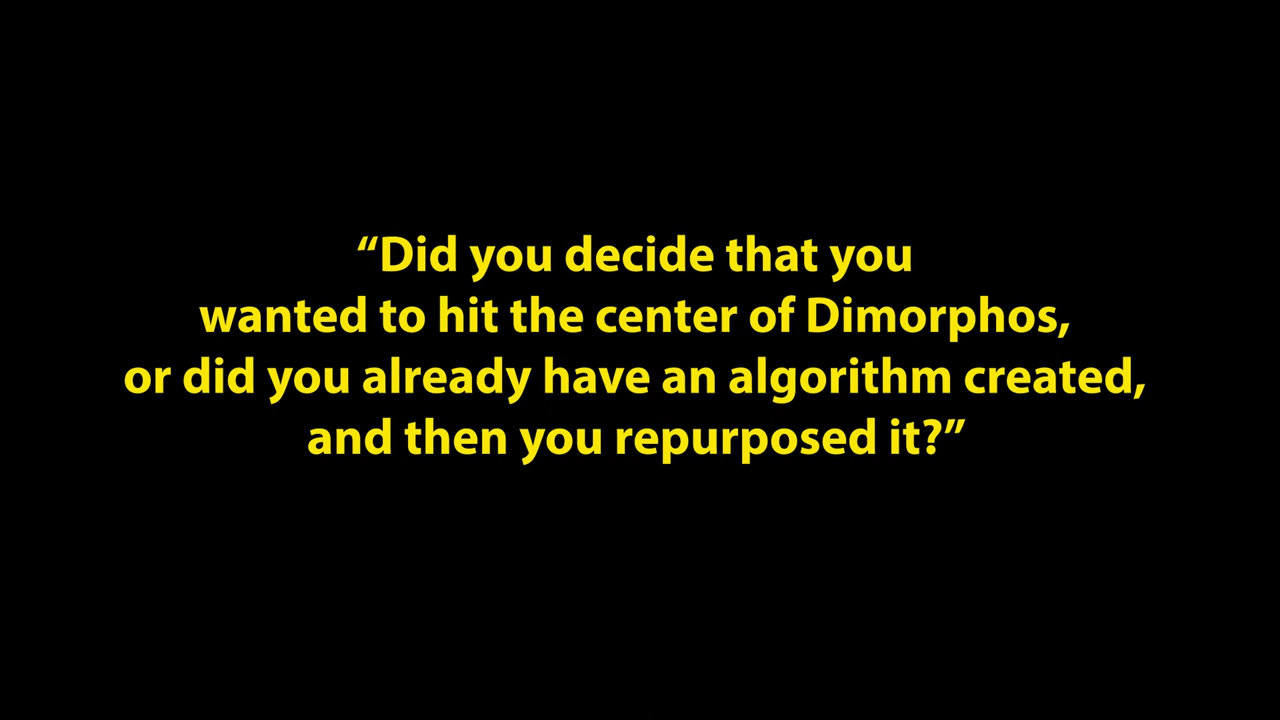 “Did you decide that you
wanted to hit the center of Dimorphos,
or did you already have an algorithm created,
and then you repurposed it?”